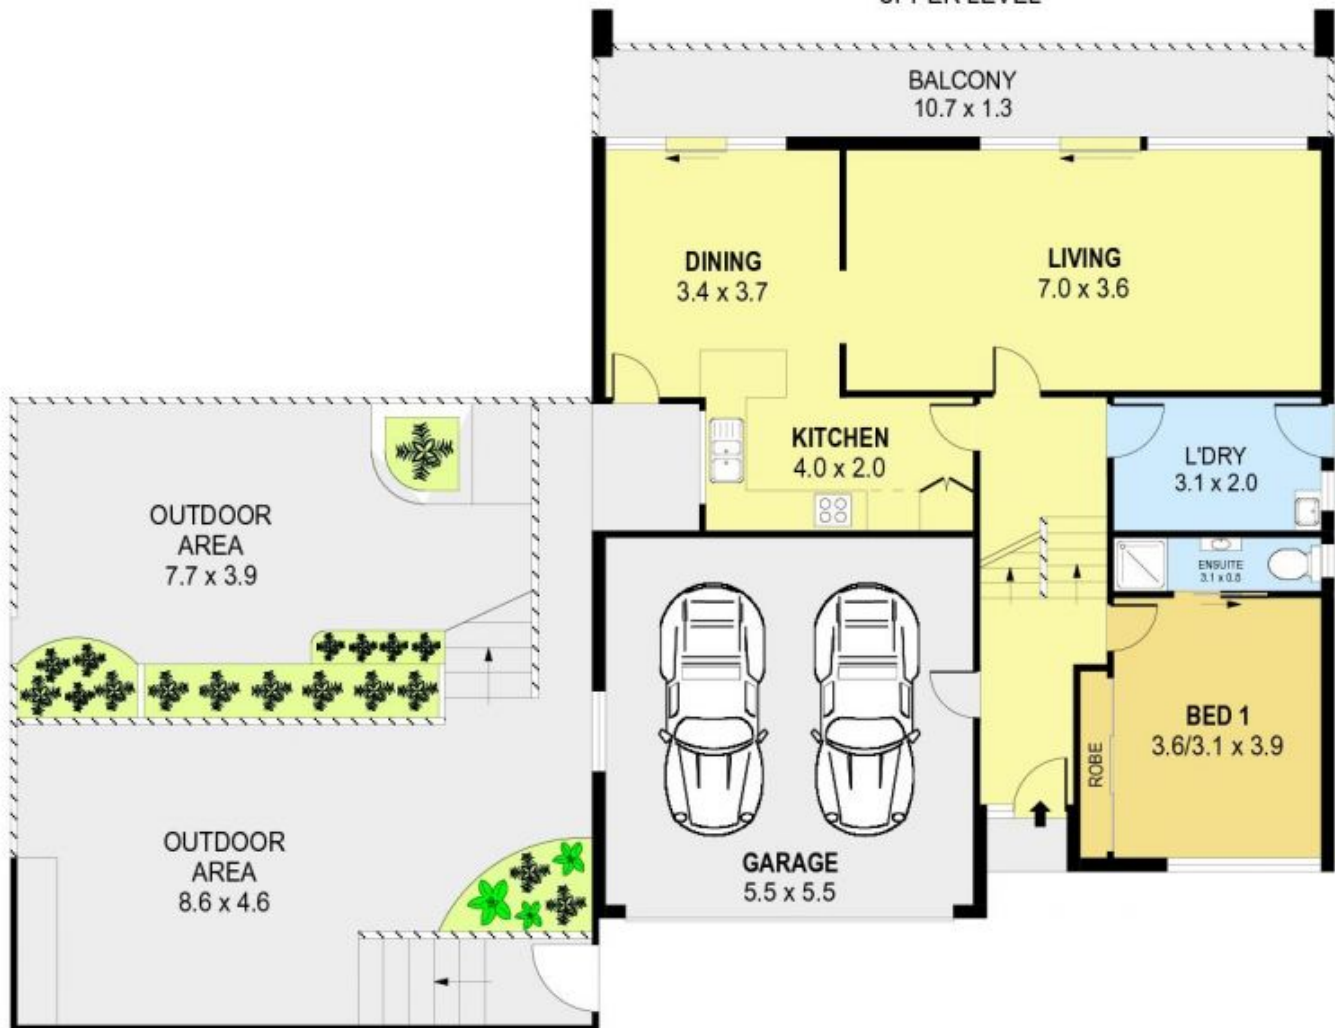 UPPER LEVEL
BALCONY
10.7 x 1.3
DINING
3.4 x 3.7
LIVING
7.0 x 3.6
KITCHEN
4.0 x 2.0
L'DRY
3.1 x 2.0
OUTDOOR
AREA
7.7 x 3.9
ENSUITE
3.1 x 0.8
BED 1
3.6/3.1 x 3.9
ROBE
OUTDOOR
AREA
8.6 x 4.6
GARAGE
5.5 x 5.5